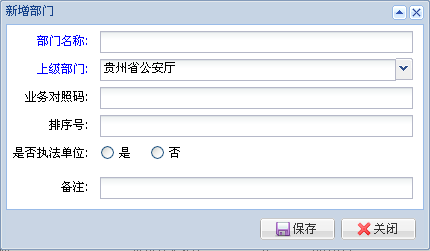 新增部门
部门名称:
上级部门: 贵州省公安厅
业务对照码:
排序号:
是否执法单位: 是 否
备注:
保存 关闭